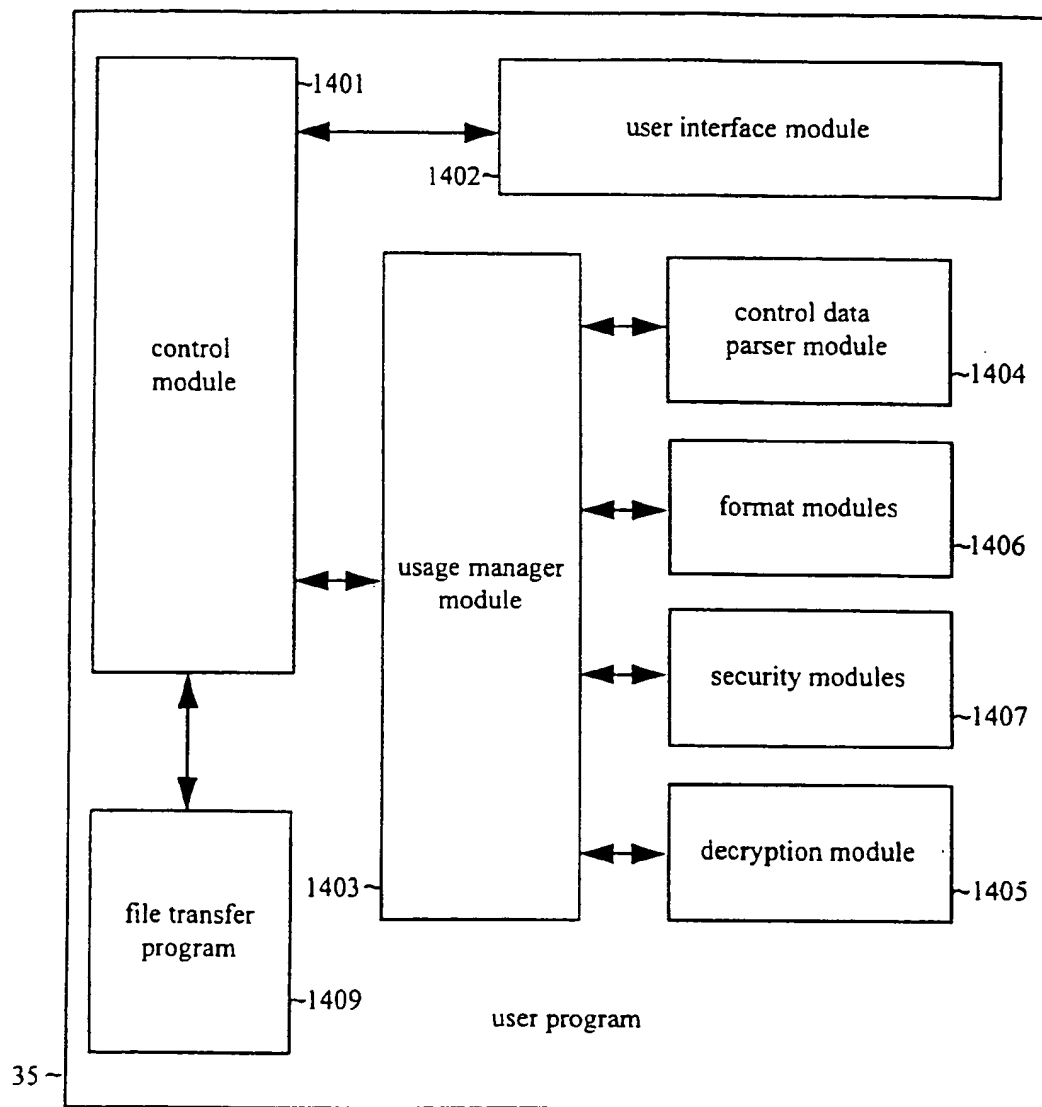 ~1401
user interface module
1402~
control
module
control data
parser module
~1404
format modules
~1406
usage manager
module
security modules
~1407
decryption module
~1405
1403~
file transfer
program
~1409
user program
35~